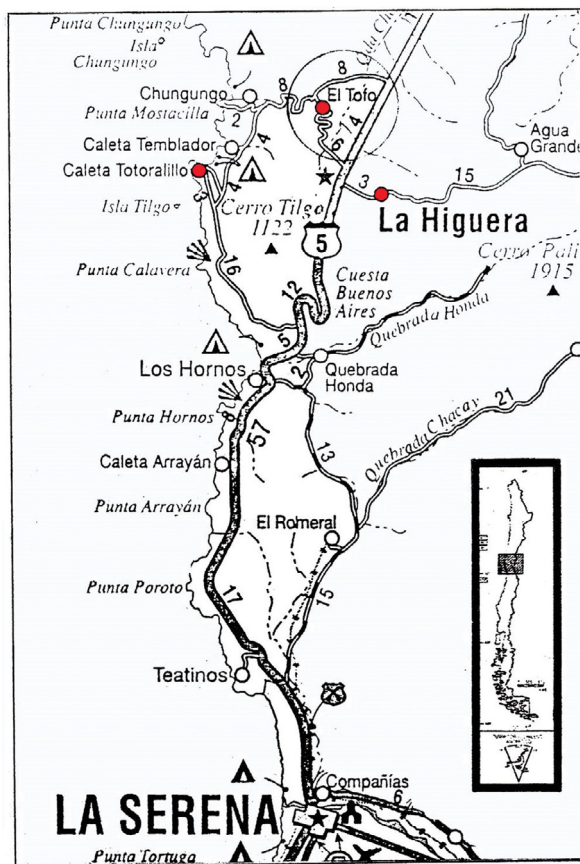 Punta Chungungo
Isla
Chungungo
Chungungo
Punta Mostacilla
2
8
8
El Tofo
4
6
14
Caleta Temblador
4
Caleta Totoralillo
3
Agua
Grande
15
3
La Higuera
Isla Tilgo
Cerro Tilgo
1122
5
Cerro Pali
1915
Punta Calavera
16
12
Cuesta
Buenos
Aires
5
Quebrada Honda
Los Hornos
2
Quebrada
Honda
Punta Hornos
8
57
21
Quebrada Chacay
13
Caleta Arrayán
Punta Arrayán
El Romeral
Punta Poroto
17
15
Teatinos
Compañías
6
LA SERENA
Punta Tortuga